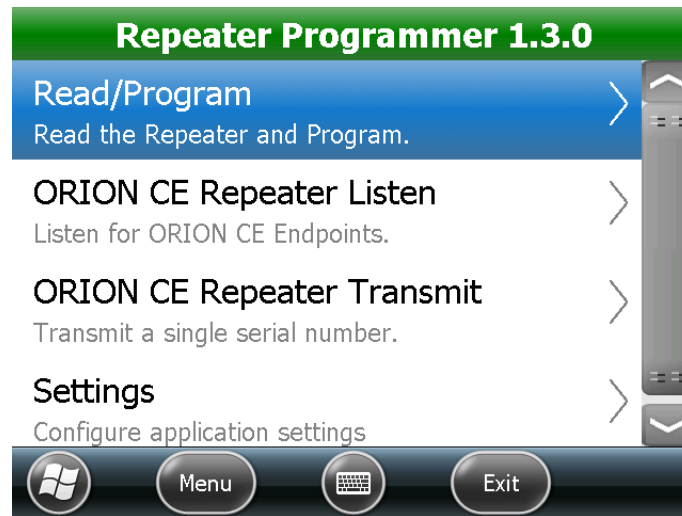 Repeater Programmer 1.3.0
Read/Program
Read the Repeater and Program.
ORION CE Repeater Listen
Listen for ORION CE Endpoints.
ORION CE Repeater Transmit
Transmit a single serial number.
Settings
Configure application settings
Menu
Exit